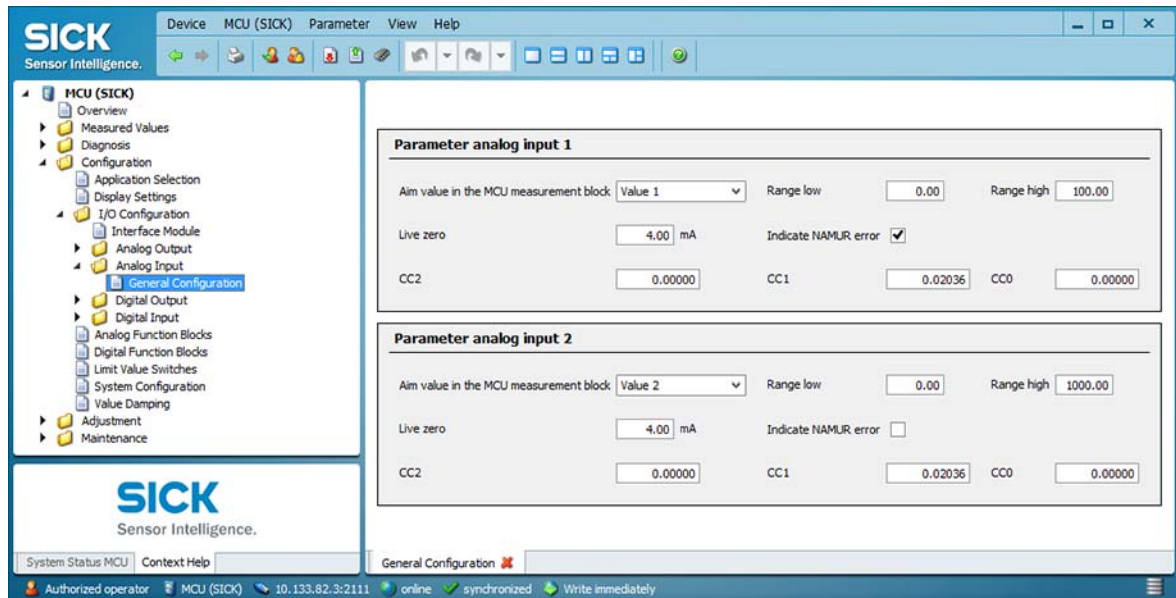 SICK
Sensor Intelligence.
Device MCU (SICK) Parameter View Help
MCU (SICK)
Overview
Measured Values
Diagnosis
Configuration
Application Selection
Display Settings
I/O Configuration
Interface Module
Analog Output
Analog Input
General Configuration
Digital Output
Digital Input
Analog Function Blocks
Digital Function Blocks
Limit Value Switches
System Configuration
Value Damping
Adjustment
Maintenance
SICK
Sensor Intelligence.
System Status MCU Context Help
Parameter analog input 1
Aim value in the MCU measurement block Value 1 Range low 0.00 Range high 100.00
Live zero 4.00 mA Indicate NAMUR error
CC2 0.00000 CC1 0.02036 CC0 0.00000
Parameter analog input 2
Aim value in the MCU measurement block Value 2 Range low 0.00 Range high 1000.00
Live zero 4.00 mA Indicate NAMUR error
CC2 0.00000 CC1 0.02036 CC0 0.00000
General Configuration
Authorized operator MCU (SICK) 10.133.82.3:2111 online synchronized Write immediately